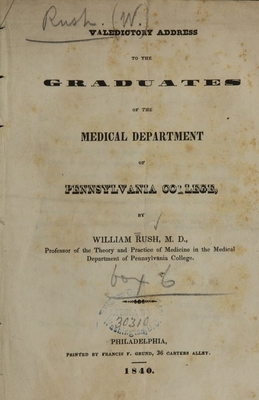 Rush. (W.)
VALEDICTORY ADDRESS
TO THE
GRADUATES
OF THE
MEDICAL DEPARTMENT
OF
PENNSYLVANIA COLLEGE,
BY
WILLIAM RUSH, M. D.,
Professor of the Theory and Practice of Medicine in the Medical
Department of Pennsylvania College.
box 6
30310
PHILADELPHIA,
PRINTED BY FRANCIS F. GRUND, 36 CARTERS ALLEY.
1840.